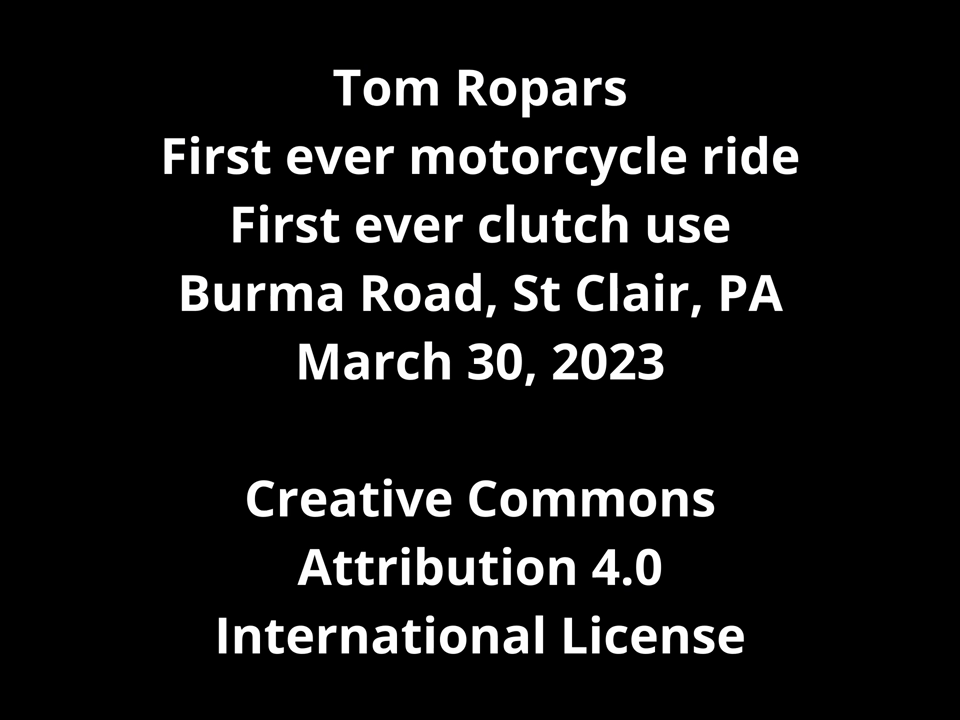 Tom Ropars
First ever motorcycle ride
First ever clutch use
Burma Road, St Clair, PA
March 30, 2023
Creative Commons
Attribution 4.0
International License